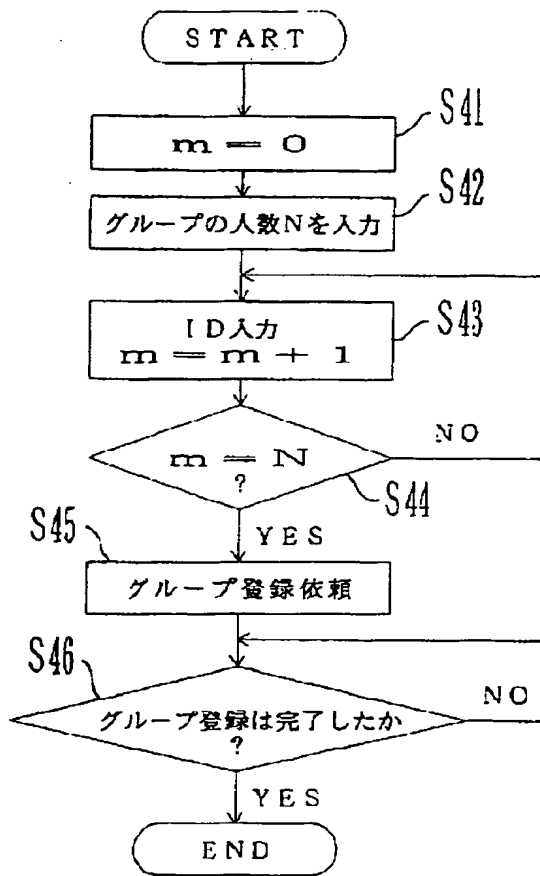 START
S41
m = 0
S42
グループの人数Nを入力
S43
ID入力
m = m + 1
NO
m = N
?
S44
S45
YES
グループ登録依頼
S46
NO
グループ登録は完了したか
?
YES
END